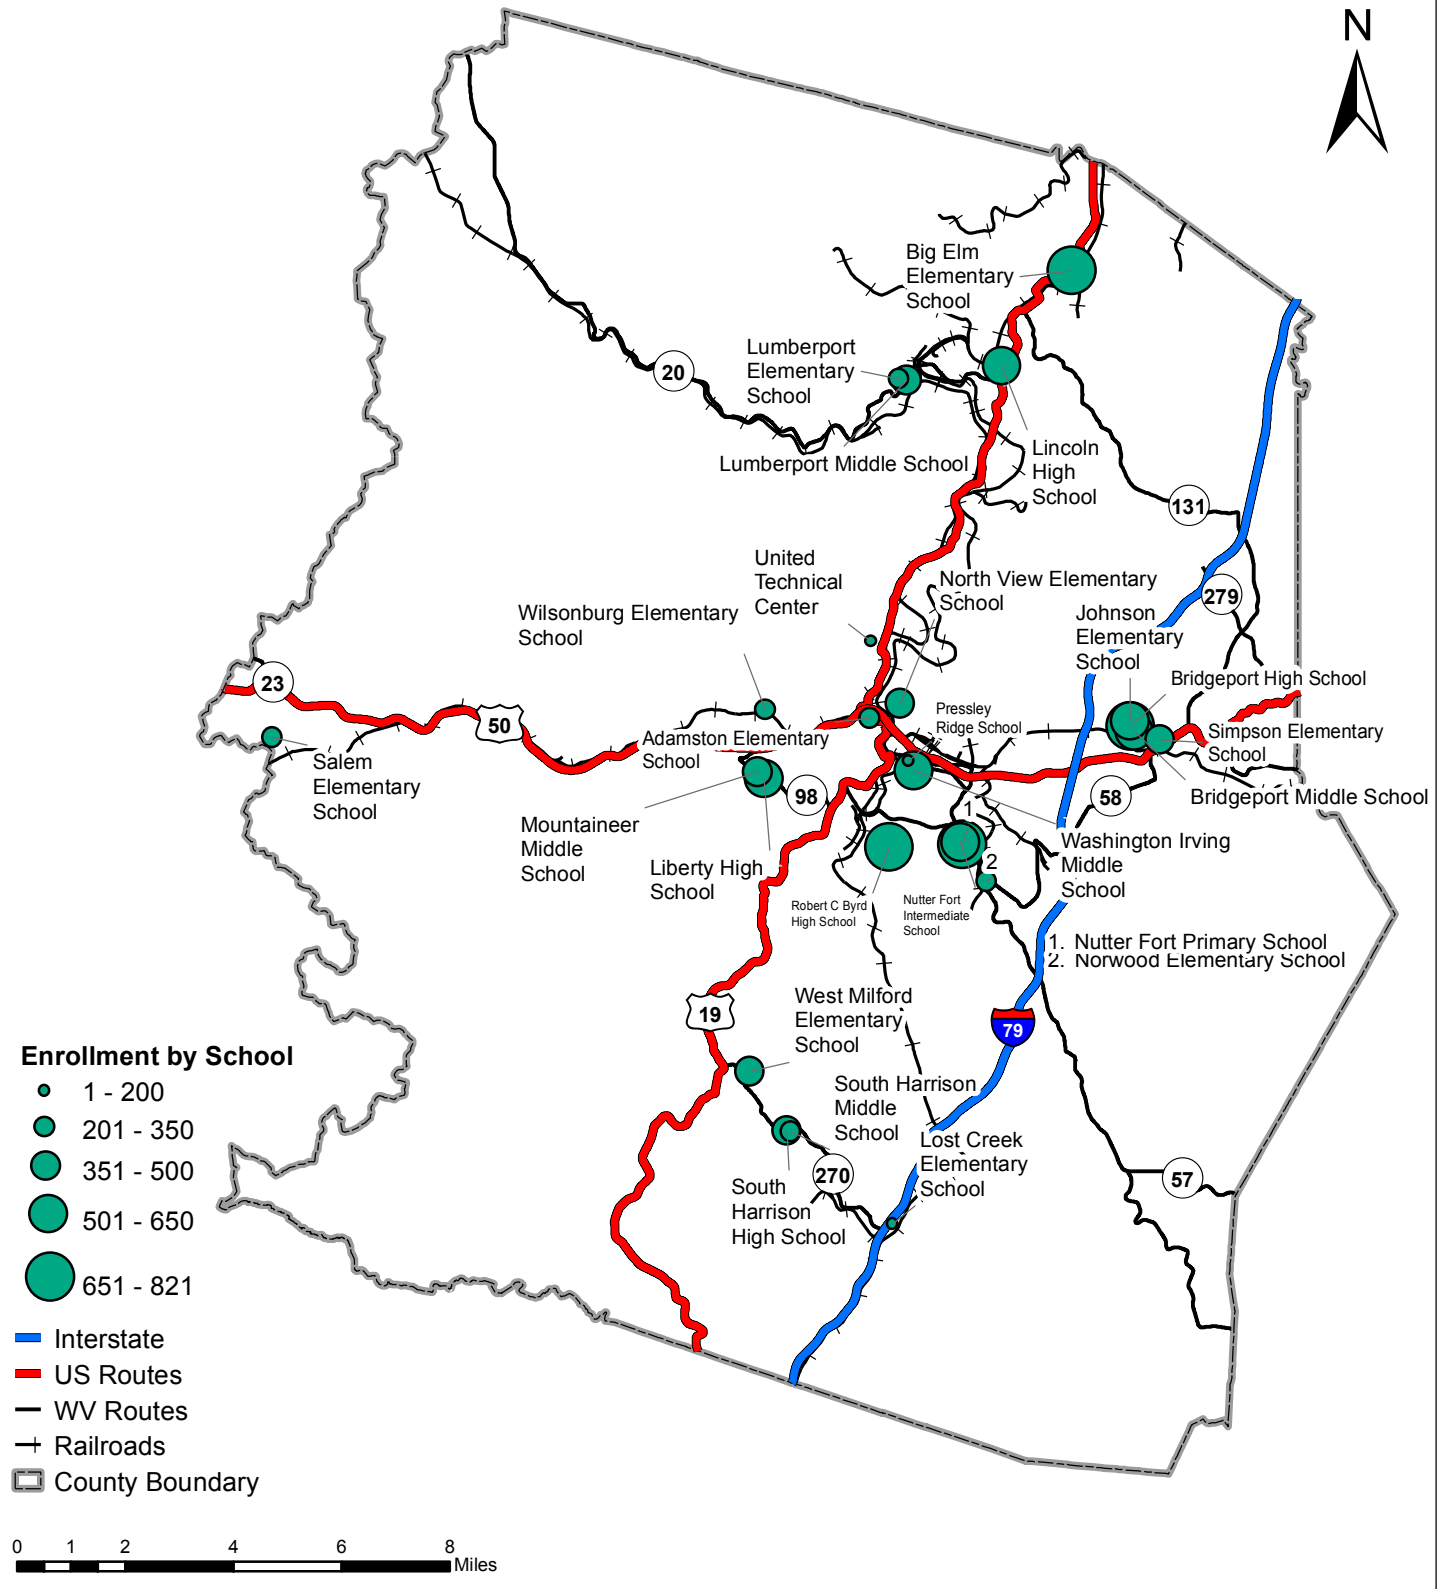 N
Big Elm
Elementary
School
Lumberport
Elementary
School
20
Lumberport Middle School
Lincoln
High
School
131
United
Technical
Center
North View Elementary
School
279
Wilsonburg Elementary
School
Johnson
Elementary
School
Bridgeport High School
23
50
Pressley
Ridge School
Adamston Elementary
School
Simpson Elementary
School
Salem
Elementary
School
98
58
Bridgeport Middle School
1
Mountaineer
Middle
School
Washington Irving
Middle
School
2
Liberty High
School
Robert C Byrd
High School
Nutter Fort
Intermediate
School
1. Nutter Fort Primary School
2. Norwood Elementary School
19
West Milford
Elementary
School
79
South Harrison
Middle
School
Lost Creek
Elementary
School
270
57
South
Harrison
High School
Enrollment by School
1 - 200
201 - 350
351 - 500
501 - 650
651 - 821
Interstate
US Routes
WV Routes
Railroads
County Boundary
0 1 2 4 6 8
Miles